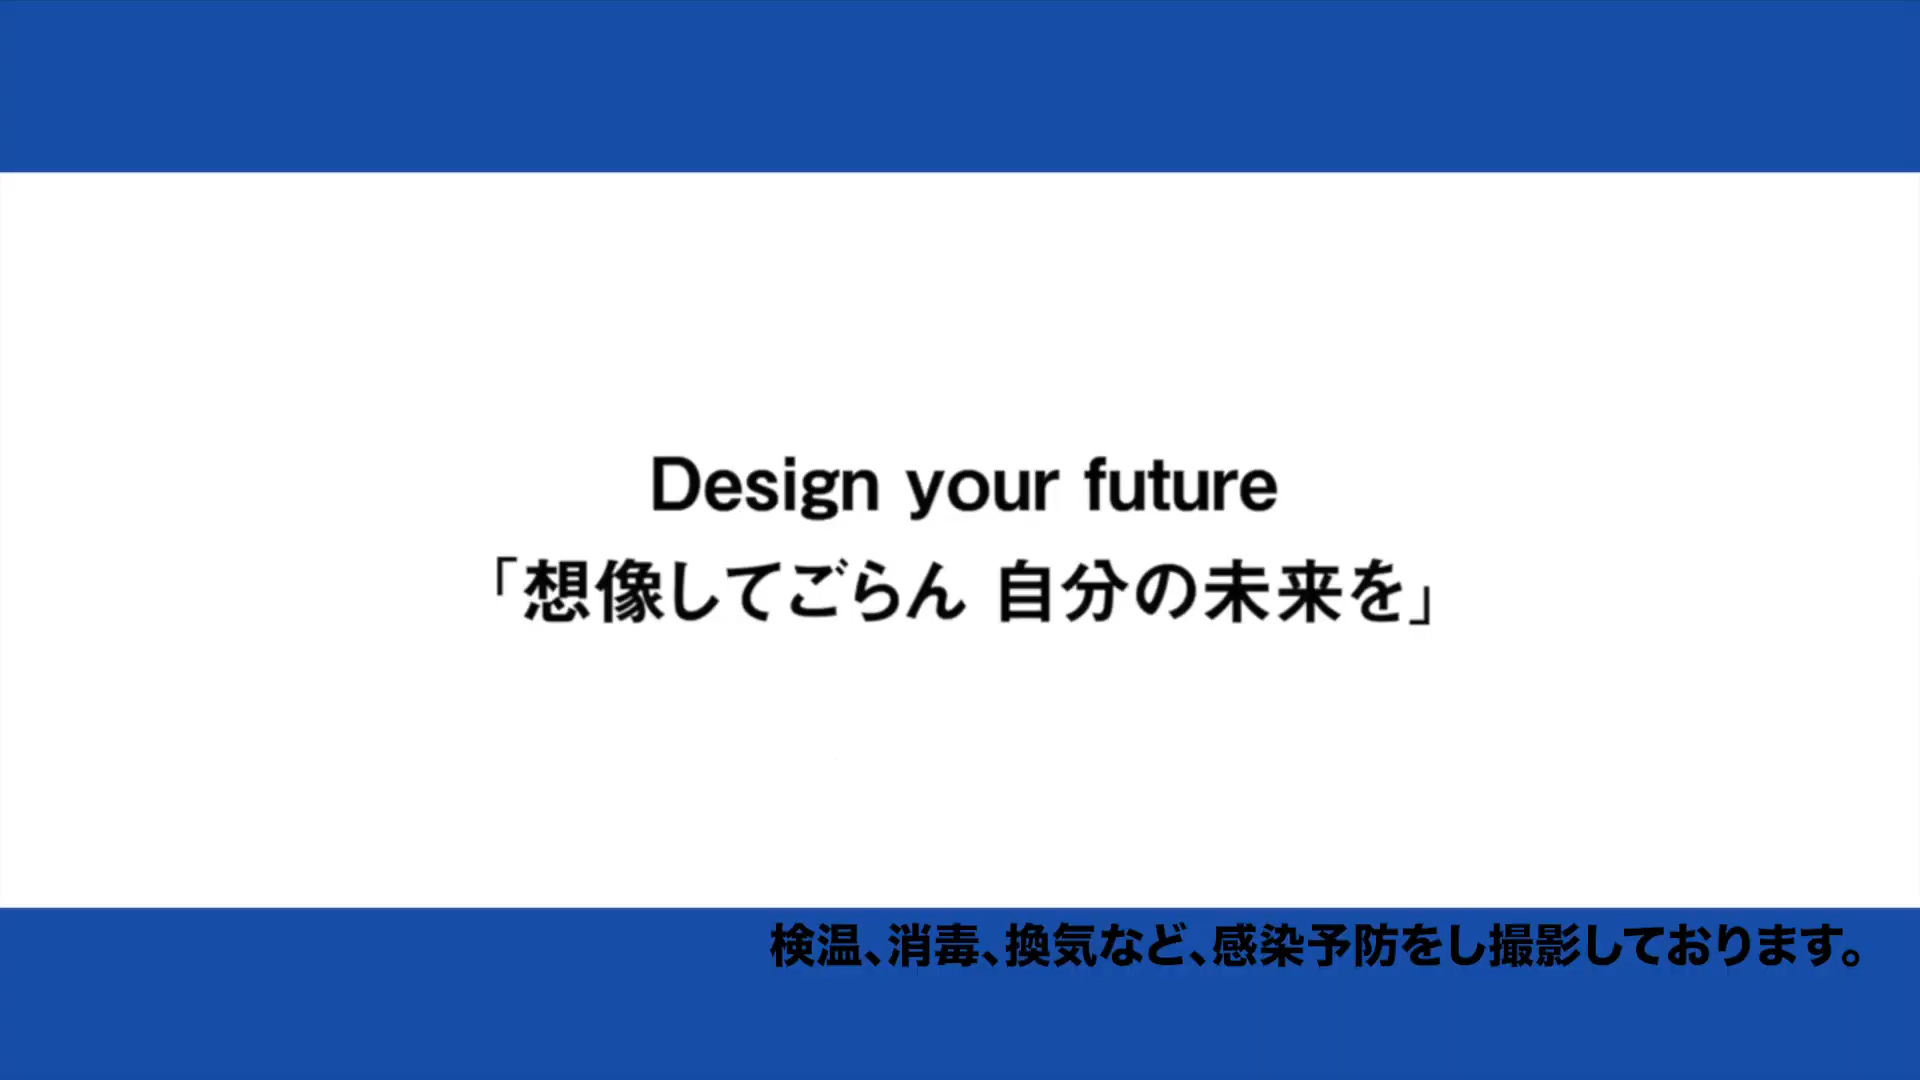 Design your future
「想像してごらん 自分の未来を」
検温、消毒、換気など、感染予防をし撮影しております。